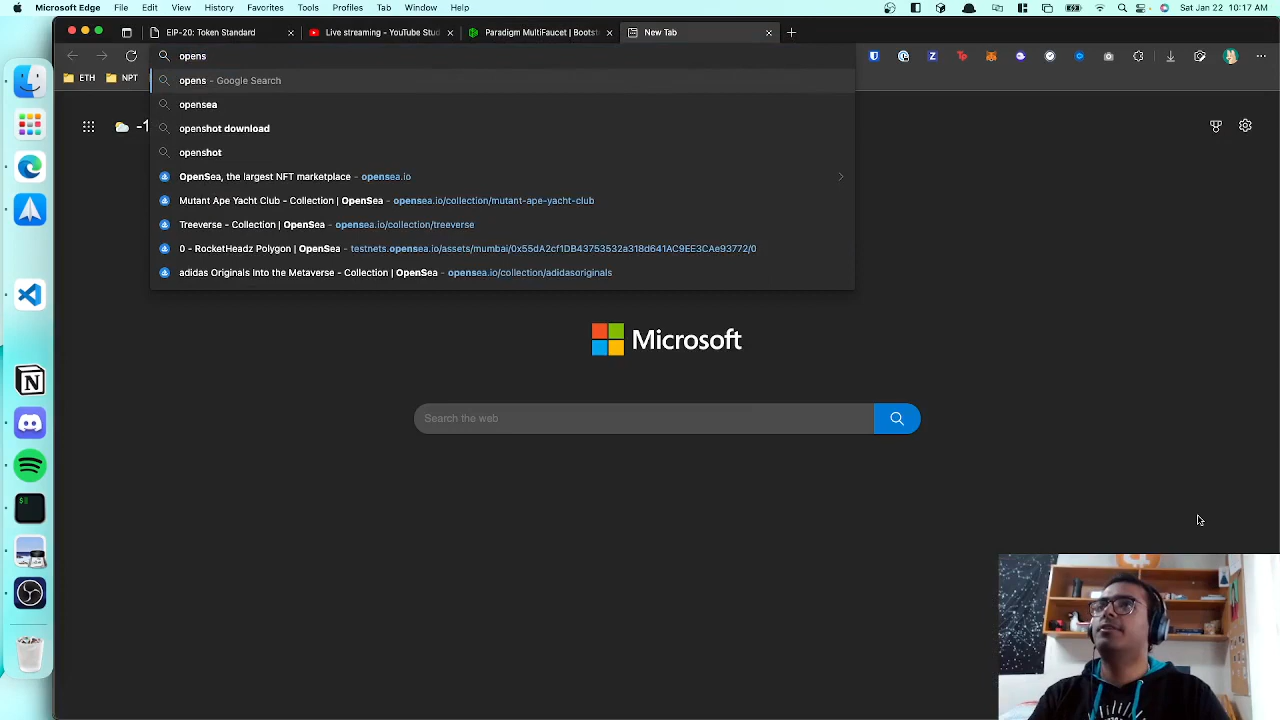 Microsoft Edge File Edit View History Favorites Tools Profiles Tab Window Help Sat Jan 22 10:17 AM
EIP-20: Token Standard
Live streaming - YouTube Stud
Paradigm MultiFaucet | Bootst
New Tab
opens
ETH
NPT
opens - Google Search
opensea
openshot download
openshot
OpenSea, the largest NFT marketplace - opensea.io
Mutant Ape Yacht Club - Collection | OpenSea - opensea.io/collection/mutant-ape-yacht-club
Treeverse - Collection | OpenSea - opensea.io/collection/treeverse
0 - RocketHeadz Polygon | OpenSea - testnets.opensea.io/assets/mumbai/0x55dA2cf1DB43753532a318d641AC9EE3CAe93772/0
adidas Originals Into the Metaverse - Collection | OpenSea - opensea.io/collection/adidasoriginals
-1
Microsoft
Search the web